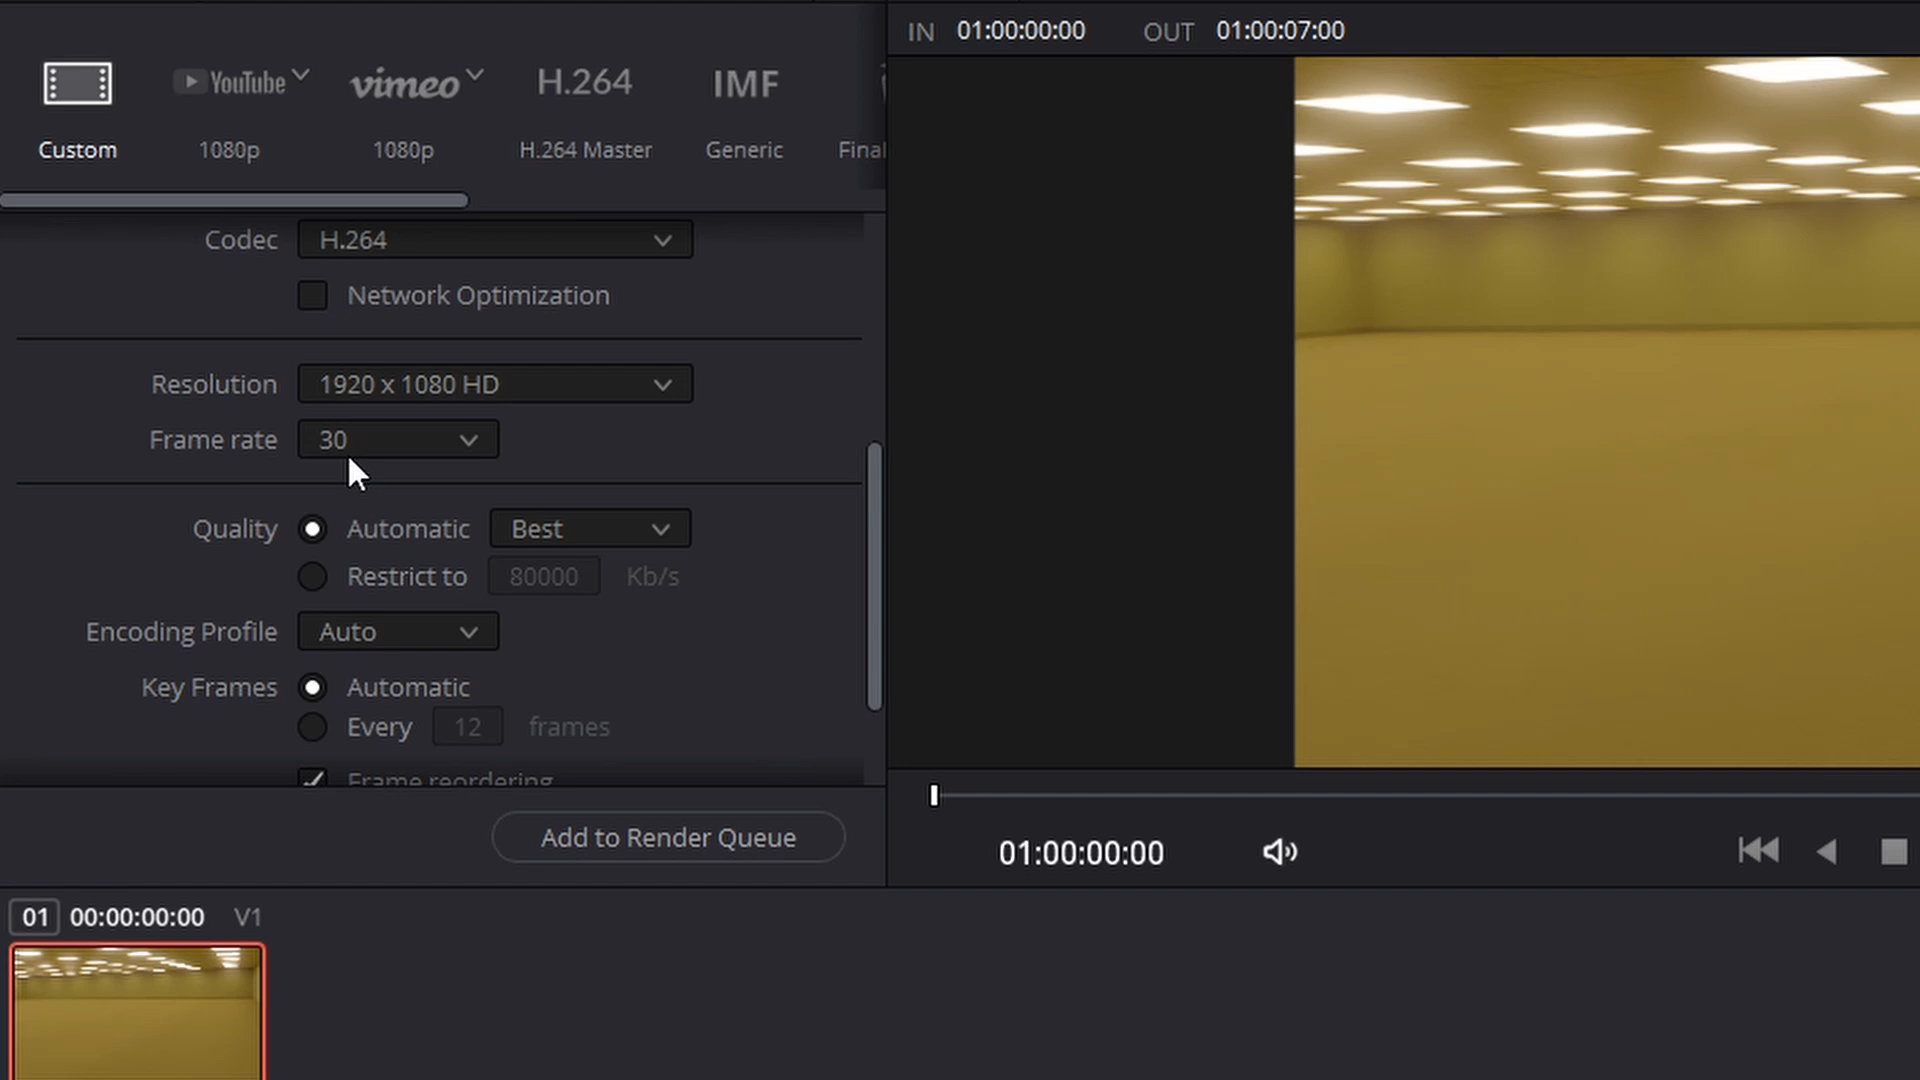 IN 01:00:00:00 OUT 01:00:07:00
YouTube vimeo H.264 IMF
Custom 1080p 1080p H.264 Master Generic Final
Codec H.264
Network Optimization
Resolution 1920 x 1080 HD
Frame rate 30
Quality Automatic Best
Restrict to 80000 Kb/s
Encoding Profile Auto
Key Frames Automatic
Every 12 frames
Frame reordering
Add to Render Queue
01:00:00:00
01 00:00:00:00 V1